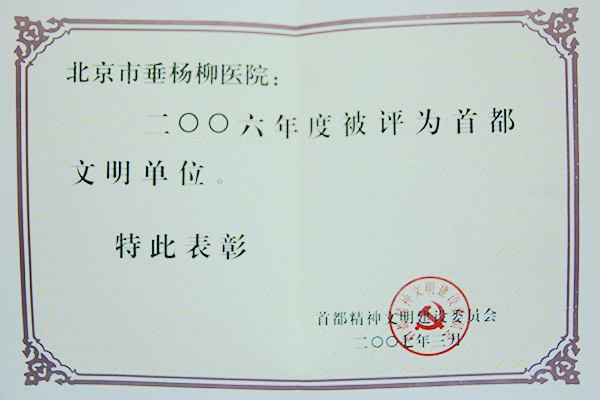 北京市垂杨柳医院：
二〇〇六年度被评为首都
文明单位。
特此表彰
首都精神文明建设委员会
二〇〇七年三月